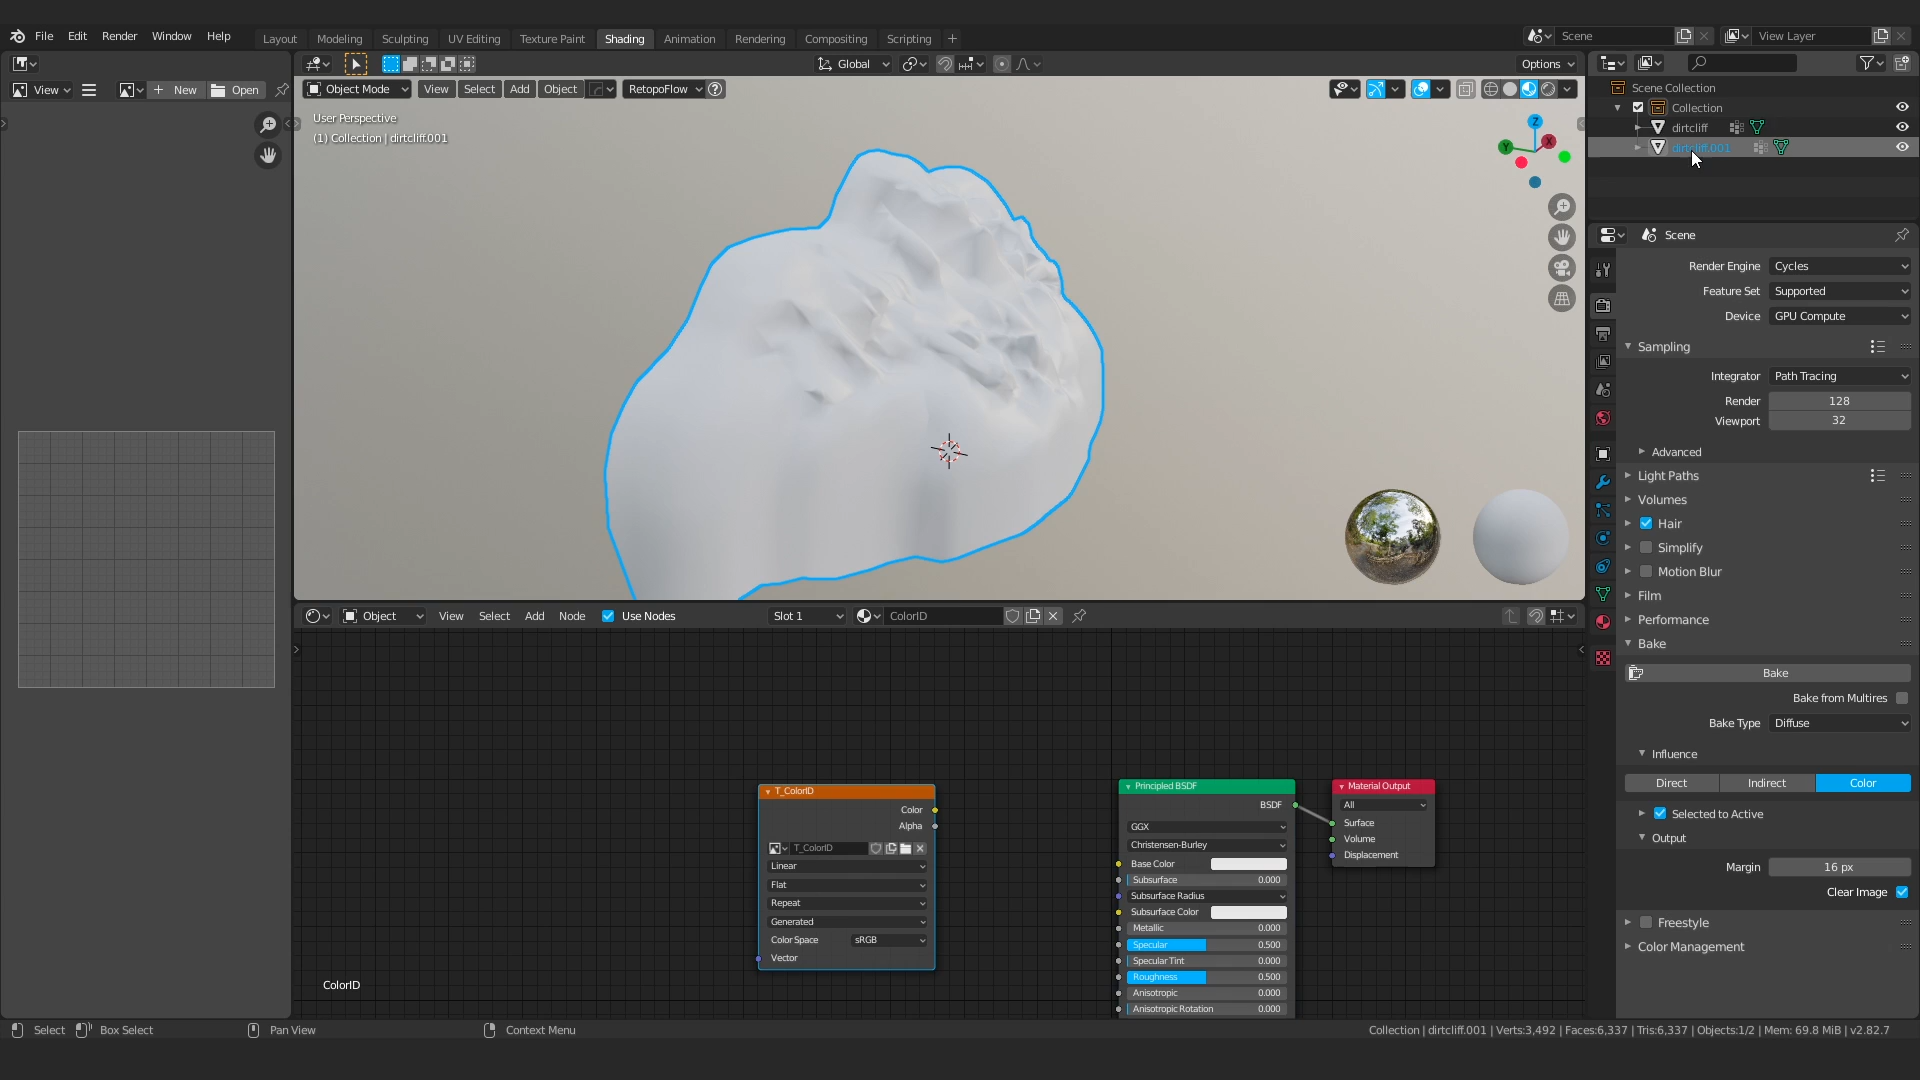 File Edit Render Window Help Layout Modeling Sculpting UV Editing Texture Paint Shading Animation Rendering Compositing Scripting + Scene View Layer
Global Options
View New Open Object Mode View Select Add Object RetopoFlow
User Perspective
(1) Collection | dirtcliff.001
Z
X
Y
Scene Collection
Collection
dirtcliff
dirtcliff.001
Scene
Render Engine Cycles
Feature Set Supported
Device GPU Compute
Sampling
Integrator Path Tracing
Render 128
Viewport 32
Advanced
Light Paths
Volumes
Hair
Simplify
Motion Blur
Film
Performance
Bake
Bake
Bake from Multires
Bake Type Diffuse
Influence
Direct Indirect Color
Selected to Active
Output
Margin 16 px
Clear Image
Freestyle
Color Management
Object View Select Add Node Use Nodes Slot 1 ColorID
T_ColorID
Color
Alpha
T_ColorID
Linear
Flat
Repeat
Generated
Color Space sRGB
Vector
Principled BSDF
BSDF
GGX
Christensen-Burley
Base Color
Subsurface 0.000
Subsurface Radius
Subsurface Color
Metallic 0.000
Specular 0.500
Specular Tint 0.000
Roughness 0.500
Anisotropic 0.000
Anisotropic Rotation 0.000
Material Output
All
Surface
Volume
Displacement
ColorID
Select Box Select Pan View Context Menu Collection | dirtcliff.001 | Verts:3,492 | Faces:6,337 | Tris:6,337 | Objects:1/2 | Mem: 69.8 MiB | v2.82.7